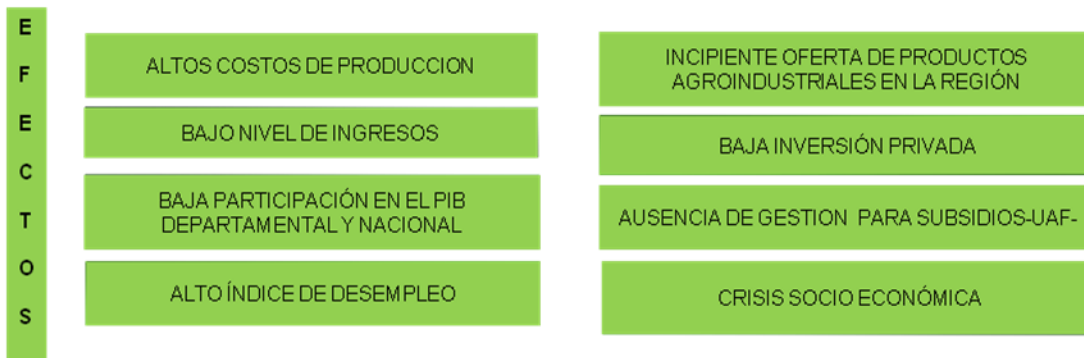 EFECTOS
ALTOS COSTOS DE PRODUCCION
BAJO NIVEL DE INGRESOS
BAJA PARTICIPACIÓN EN EL PIB
DEPARTAMENTAL Y NACIONAL
ALTO ÍNDICE DE DESEMPLEO
INCIPIENTE OFERTA DE PRODUCTOS
AGROINDUSTRIALES EN LA REGIÓN
BAJA INVERSIÓN PRIVADA
AUSENCIA DE GESTION PARA SUBSIDIOS-UAF-
CRISIS SOCIO ECONÓMICA